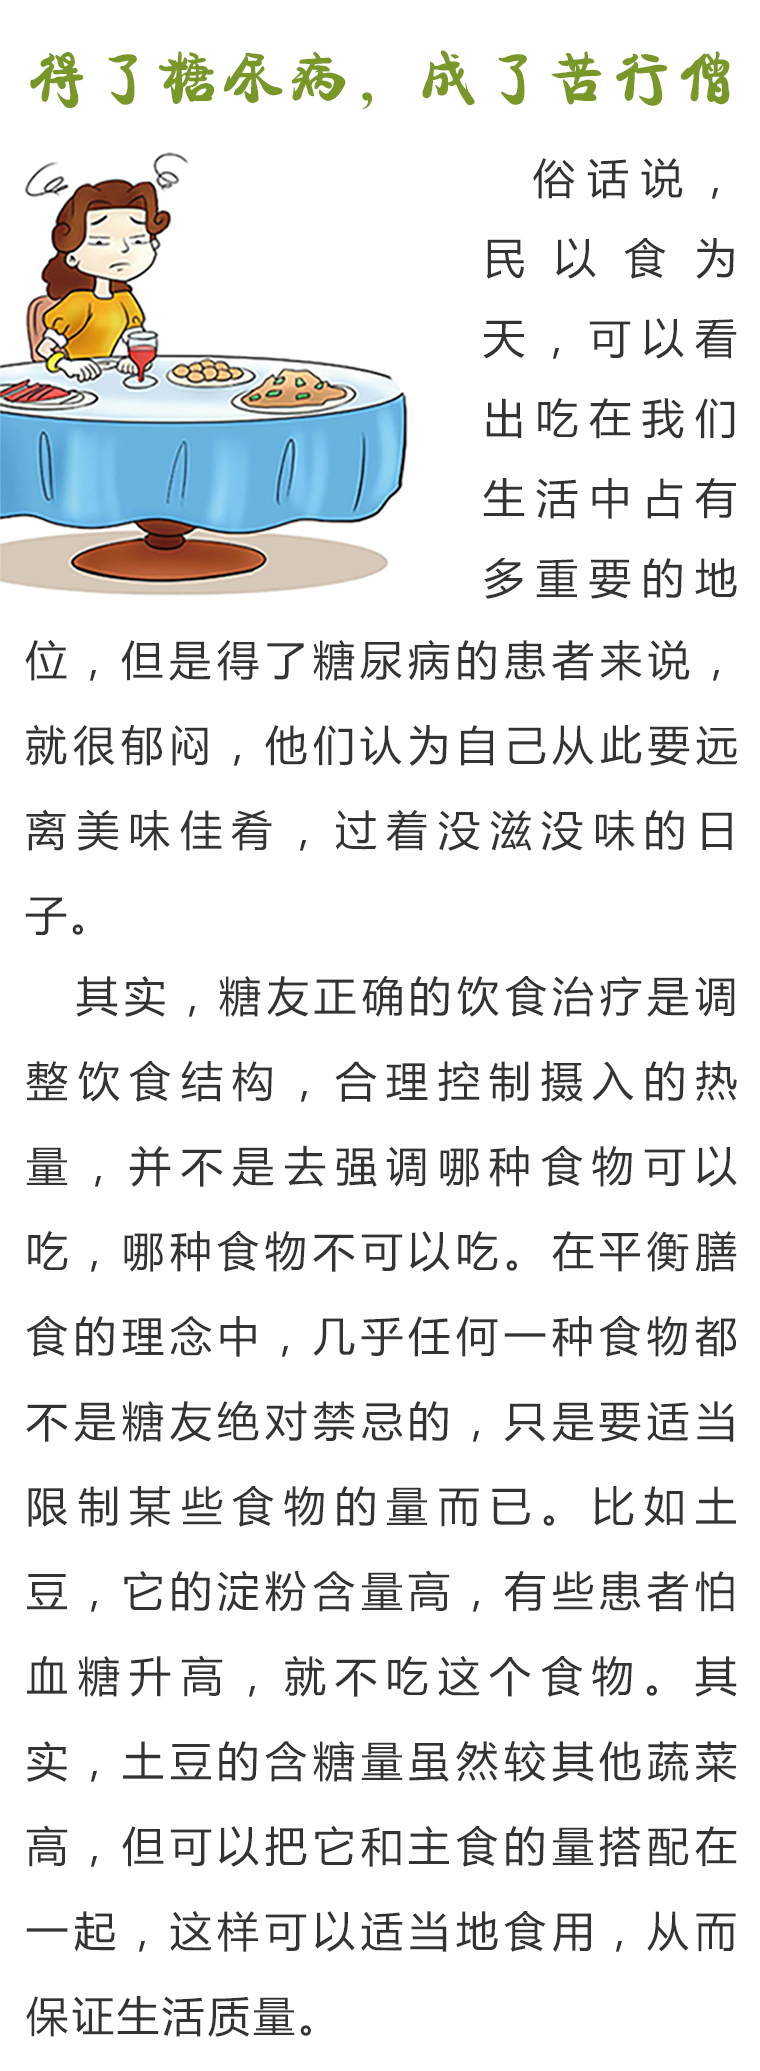 得了糖尿病，成了苦行僧
俗话说，
民以食为
天，可以看
出吃在我们
生活中占有
多重要的地
位，但是得了糖尿病的患者来说，
就很郁闷，他们认为自己从此要远
离美味佳肴，过着没滋没味的日
子。
其实，糖友正确的饮食治疗是调
整饮食结构，合理控制摄入的热
量，并不是去强调哪种食物可以
吃，哪种食物不可以吃。在平衡膳
食的理念中，几乎任何一种食物都
不是糖友绝对禁忌的，只是要适当
限制某些食物的量而已。比如土
豆，它的淀粉含量高，有些患者怕
血糖升高，就不吃这个食物。其
实，土豆的含糖量虽然较其他蔬菜
高，但可以把它和主食的量搭配在
一起，这样可以适当地食用，从而
保证生活质量。